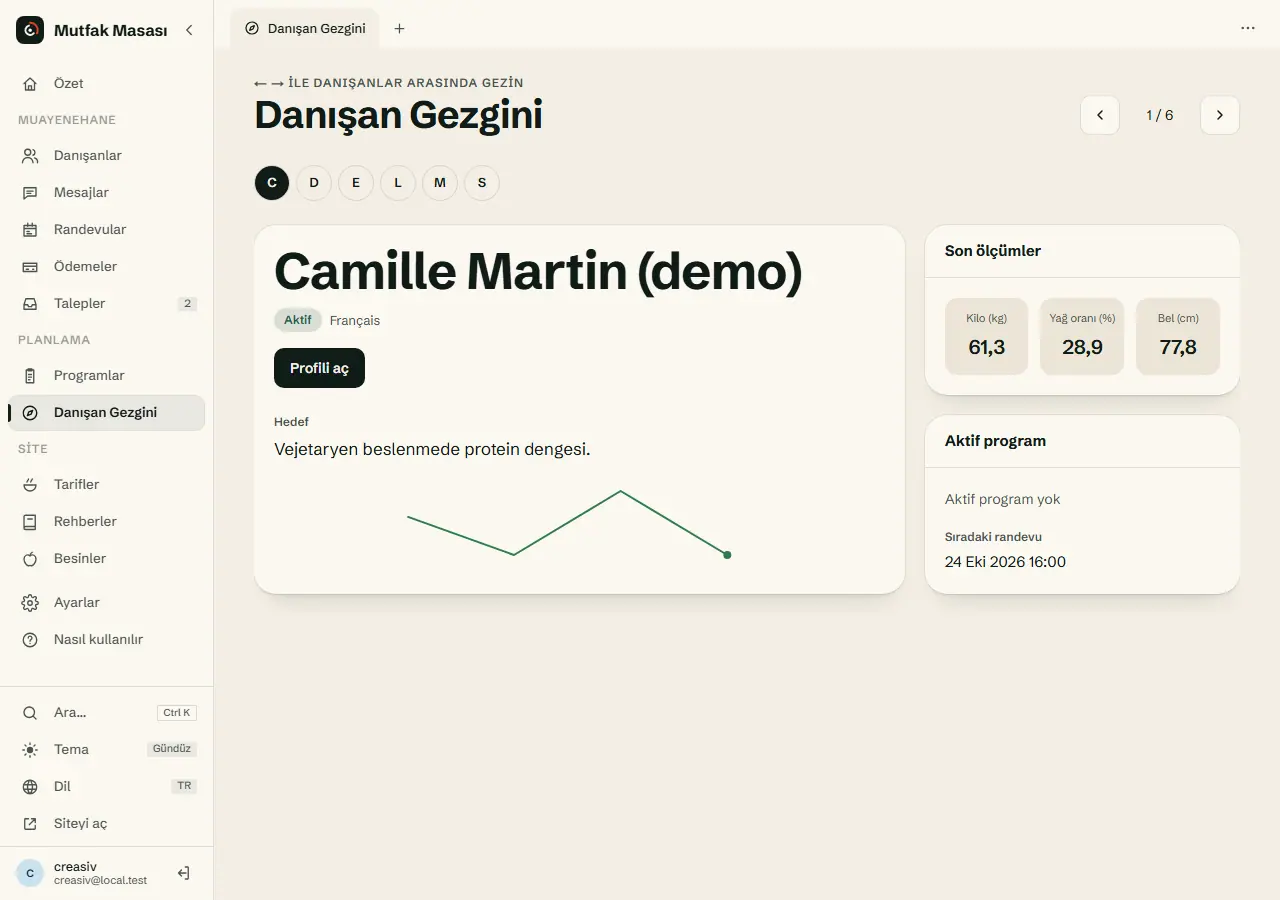 Mutfak Masası
Özet
MUAYENEHANE
Danışanlar
Mesajlar
Randevular
Ödemeler
Talepler 2
PLANLAMA
Programlar
Danışan Gezgini
SİTE
Tarifler
Rehberler
Besinler
Ayarlar
Nasıl kullanılır
Ara... Ctrl K
Tema Gündüz
Dil TR
Siteyi aç
C creasiv
creasiv@local.test
Danışan Gezgini
← → İLE DANIŞANLAR ARASINDA GEZİN
Danışan Gezgini
1 / 6
C D E L M S
Camille Martin (demo)
Aktif Français
Profili aç
Hedef
Vejetaryen beslenmede protein dengesi.
Son ölçümler
Kilo (kg) Yağ oranı (%) Bel (cm)
61,3 28,9 77,8
Aktif program
Aktif program yok
Sıradaki randevu
24 Eki 2026 16:00